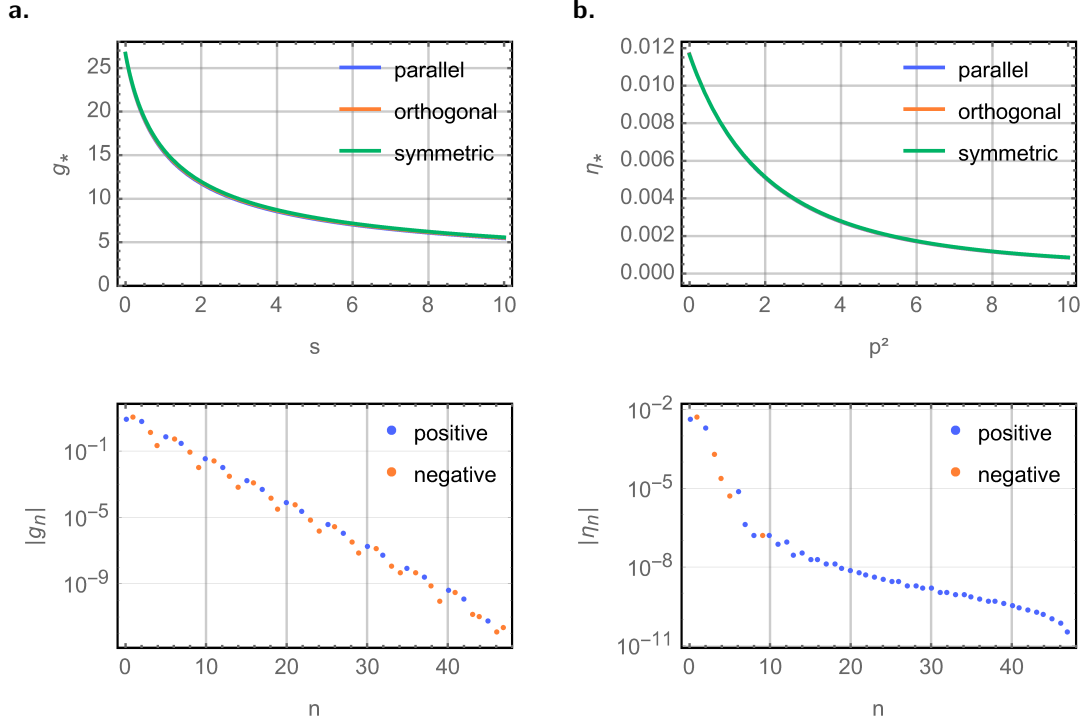 a.
25
20
15
10
5
0
g*
0 2 4 6 8 10
s
parallel
orthogonal
symmetric
b.
0.012
0.010
0.008
0.006
0.004
0.002
0.000
η*
0 2 4 6 8 10
p²
parallel
orthogonal
symmetric
10⁻¹
10⁻⁵
10⁻⁹
|gₙ|
0 10 20 30 40
n
positive
negative
10⁻²
10⁻⁵
10⁻⁸
10⁻¹¹
|ηₙ|
0 10 20 30 40
n
positive
negative